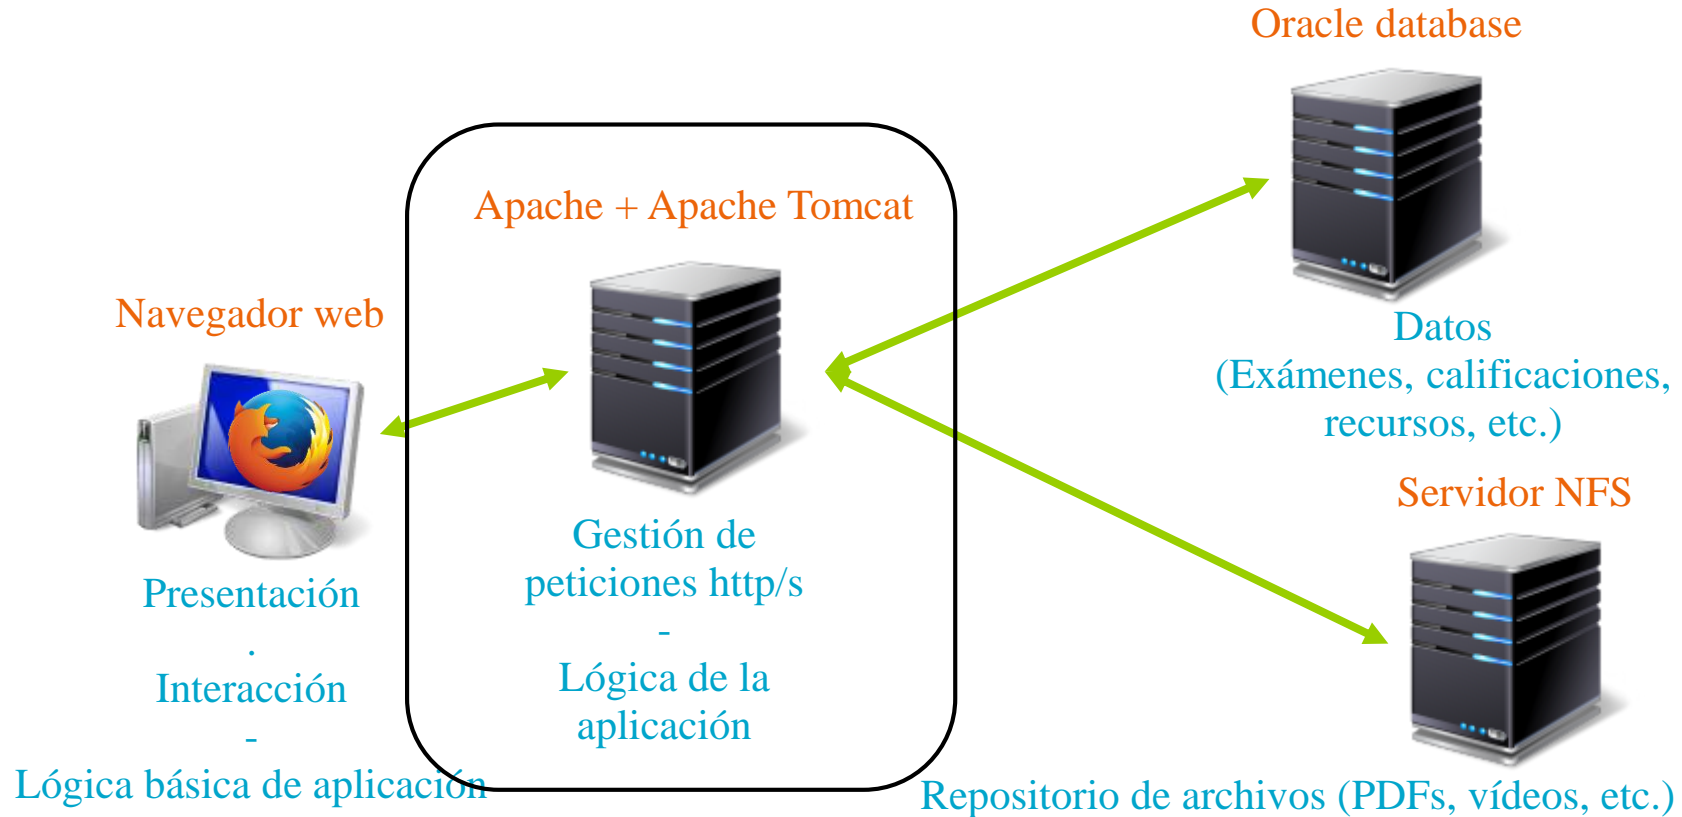 Oracle database
Apache + Apache Tomcat
Navegador web
Datos
(Exámenes, calificaciones,
recursos, etc.)
Servidor NFS
Gestión de
peticiones http/s
-
Lógica de la
aplicación
Presentación
.
Interacción
-
Lógica básica de aplicación
Repositorio de archivos (PDFs, vídeos, etc.)